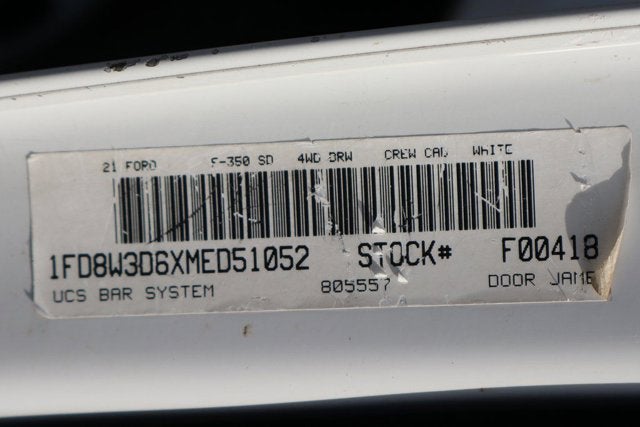 21 FORD F-350 SD 4WD DRW CREW CAB WHITE
1FD8W3D6XMED51052 STOCK# F00418
UCS BAR SYSTEM 805557 DOOR JAMB